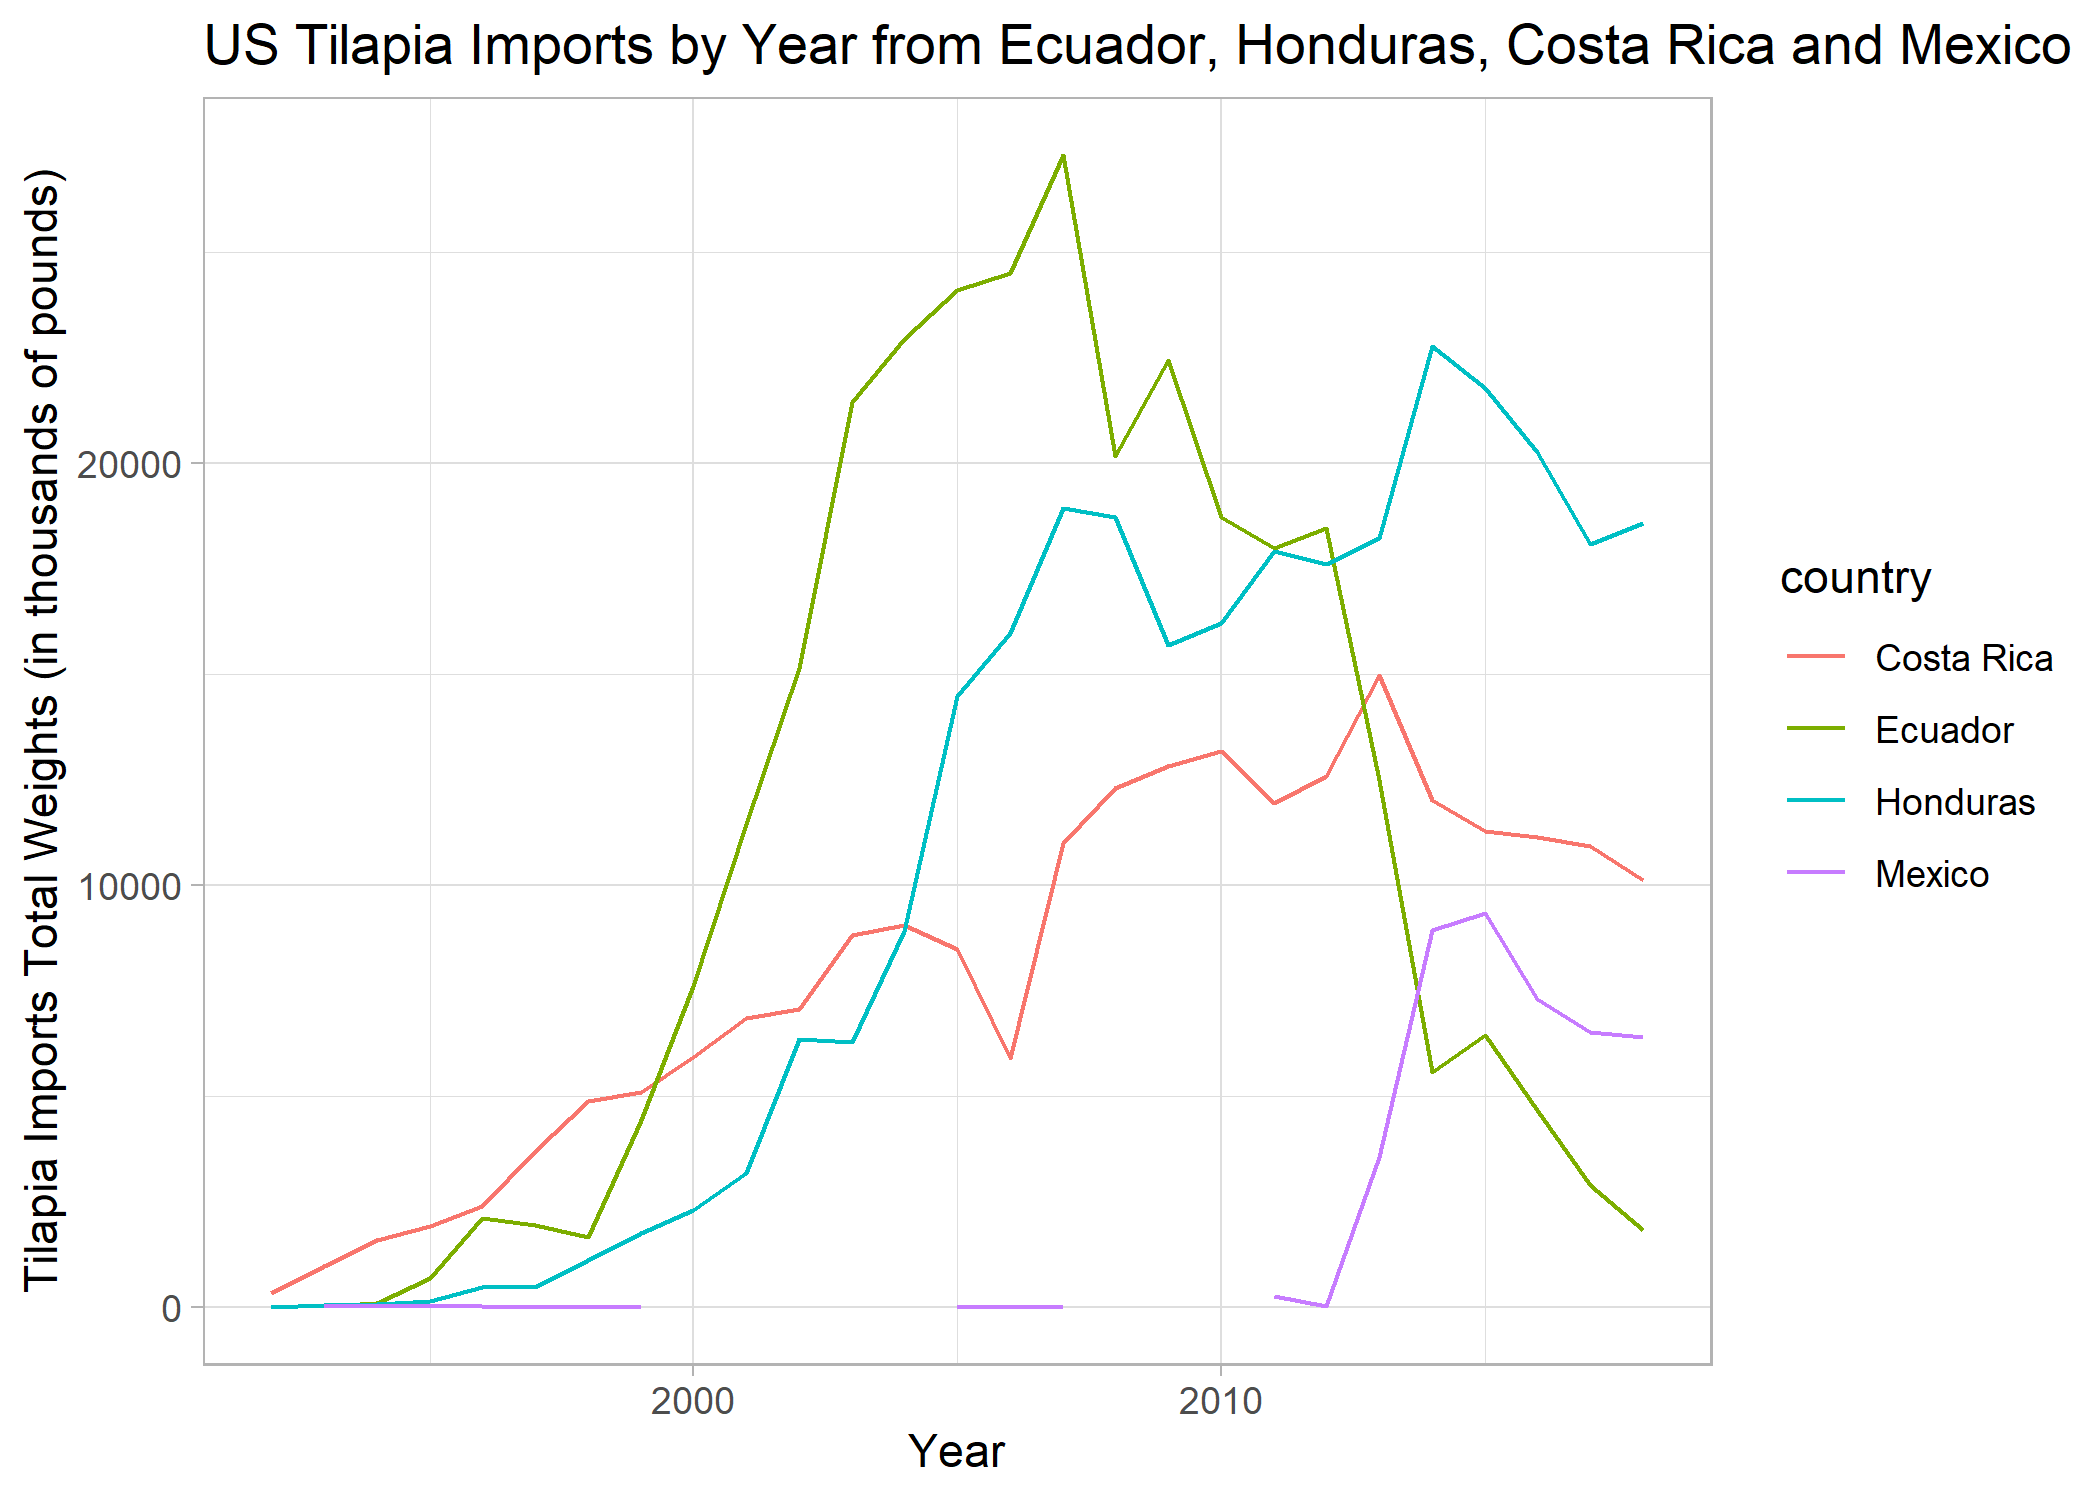 US Tilapia Imports by Year from Ecuador, Honduras, Costa Rica and Mexico
Tilapia Imports Total Weights (in thousands of pounds)
20000
10000
0
2000
2010
Year
country
Costa Rica
Ecuador
Honduras
Mexico